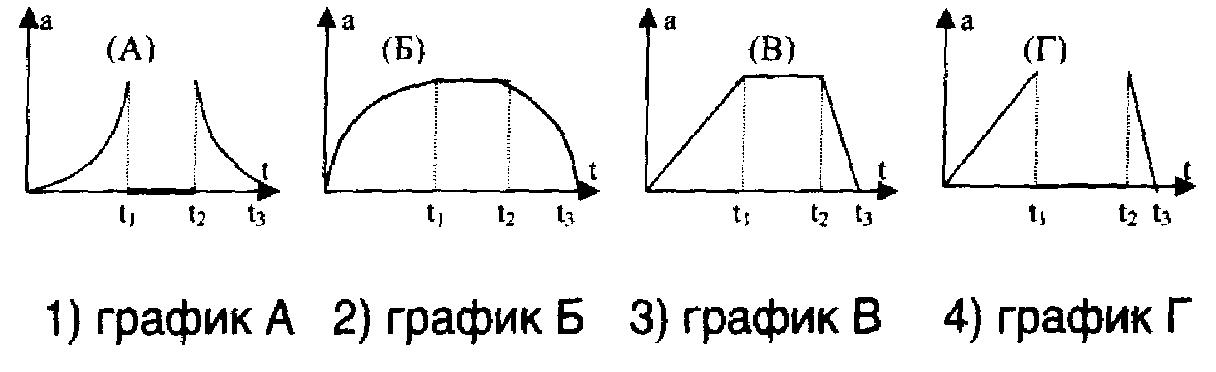 a (А) a (Б) a (В) a (Г)
t t t t
t₁ t₂ t₃ t₁ t₂ t₃ t₁ t₂ t₃ t₁ t₂ t₃
1) график А 2) график Б 3) график В 4) график Г